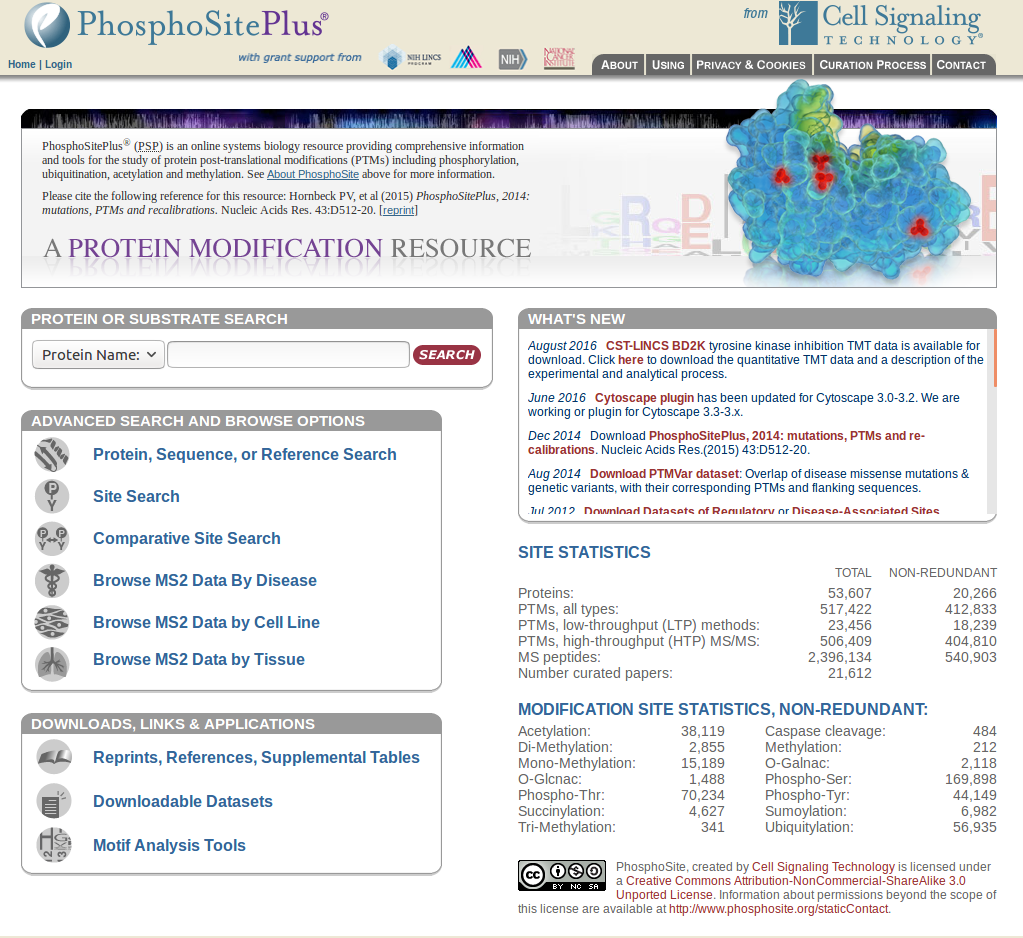 PhosphoSitePlus®
from
Cell Signaling
TECHNOLOGY®
with grant support from
NIH LINCS
PROGRAM
NIH
NATIONAL
CANCER
INSTITUTE
Home | Login
ABOUT
USING
PRIVACY & COOKIES
CURATION PROCESS
CONTACT
PhosphoSitePlus® (PSP) is an online systems biology resource providing comprehensive information
and tools for the study of protein post-translational modifications (PTMs) including phosphorylation,
ubiquitination, acetylation and methylation. See About PhosphoSite above for more information.
Please cite the following reference for this resource: Hornbeck PV, et al (2015) PhosphoSitePlus, 2014:
mutations, PTMs and recalibrations. Nucleic Acids Res. 43:D512-20. [reprint]
A PROTEIN MODIFICATION RESOURCE
PROTEIN OR SUBSTRATE SEARCH
Protein Name:
SEARCH
ADVANCED SEARCH AND BROWSE OPTIONS
Protein, Sequence, or Reference Search
Site Search
Comparative Site Search
Browse MS2 Data By Disease
Browse MS2 Data by Cell Line
Browse MS2 Data by Tissue
DOWNLOADS, LINKS & APPLICATIONS
Reprints, References, Supplemental Tables
Downloadable Datasets
Motif Analysis Tools
WHAT'S NEW
August 2016 CST-LINCS BD2K tyrosine kinase inhibition TMT data is available for
download. Click here to download the quantitative TMT data and a description of the
experimental and analytical process.
June 2016 Cytoscape plugin has been updated for Cytoscape 3.0-3.2. We are
working or plugin for Cytoscape 3.3-3.x.
Dec 2014 Download PhosphoSitePlus, 2014: mutations, PTMs and re-
calibrations. Nucleic Acids Res.(2015) 43:D512-20.
Aug 2014 Download PTMVar dataset: Overlap of disease missense mutations &
genetic variants, with their corresponding PTMs and flanking sequences.
Jul 2012 Download Datasets of Regulatory or Disease-Associated Sites
SITE STATISTICS
TOTAL NON-REDUNDANT
Proteins: 53,607 20,266
PTMs, all types: 517,422 412,833
PTMs, low-throughput (LTP) methods: 23,456 18,239
PTMs, high-throughput (HTP) MS/MS: 506,409 404,810
MS peptides: 2,396,134 540,903
Number curated papers: 21,612
MODIFICATION SITE STATISTICS, NON-REDUNDANT:
Acetylation: 38,119 Caspase cleavage: 484
Di-Methylation: 2,855 Methylation: 212
Mono-Methylation: 15,189 O-Galnac: 2,118
O-Glcnac: 1,488 Phospho-Ser: 169,898
Phospho-Thr: 70,234 Phospho-Tyr: 44,149
Succinylation: 4,627 Sumoylation: 6,982
Tri-Methylation: 341 Ubiquitylation: 56,935
cc
BY NC SA
PhosphoSite, created by Cell Signaling Technology is licensed under
a Creative Commons Attribution-NonCommercial-ShareAlike 3.0
Unported License. Information about permissions beyond the scope of
this license are available at http://www.phosphosite.org/staticContact.